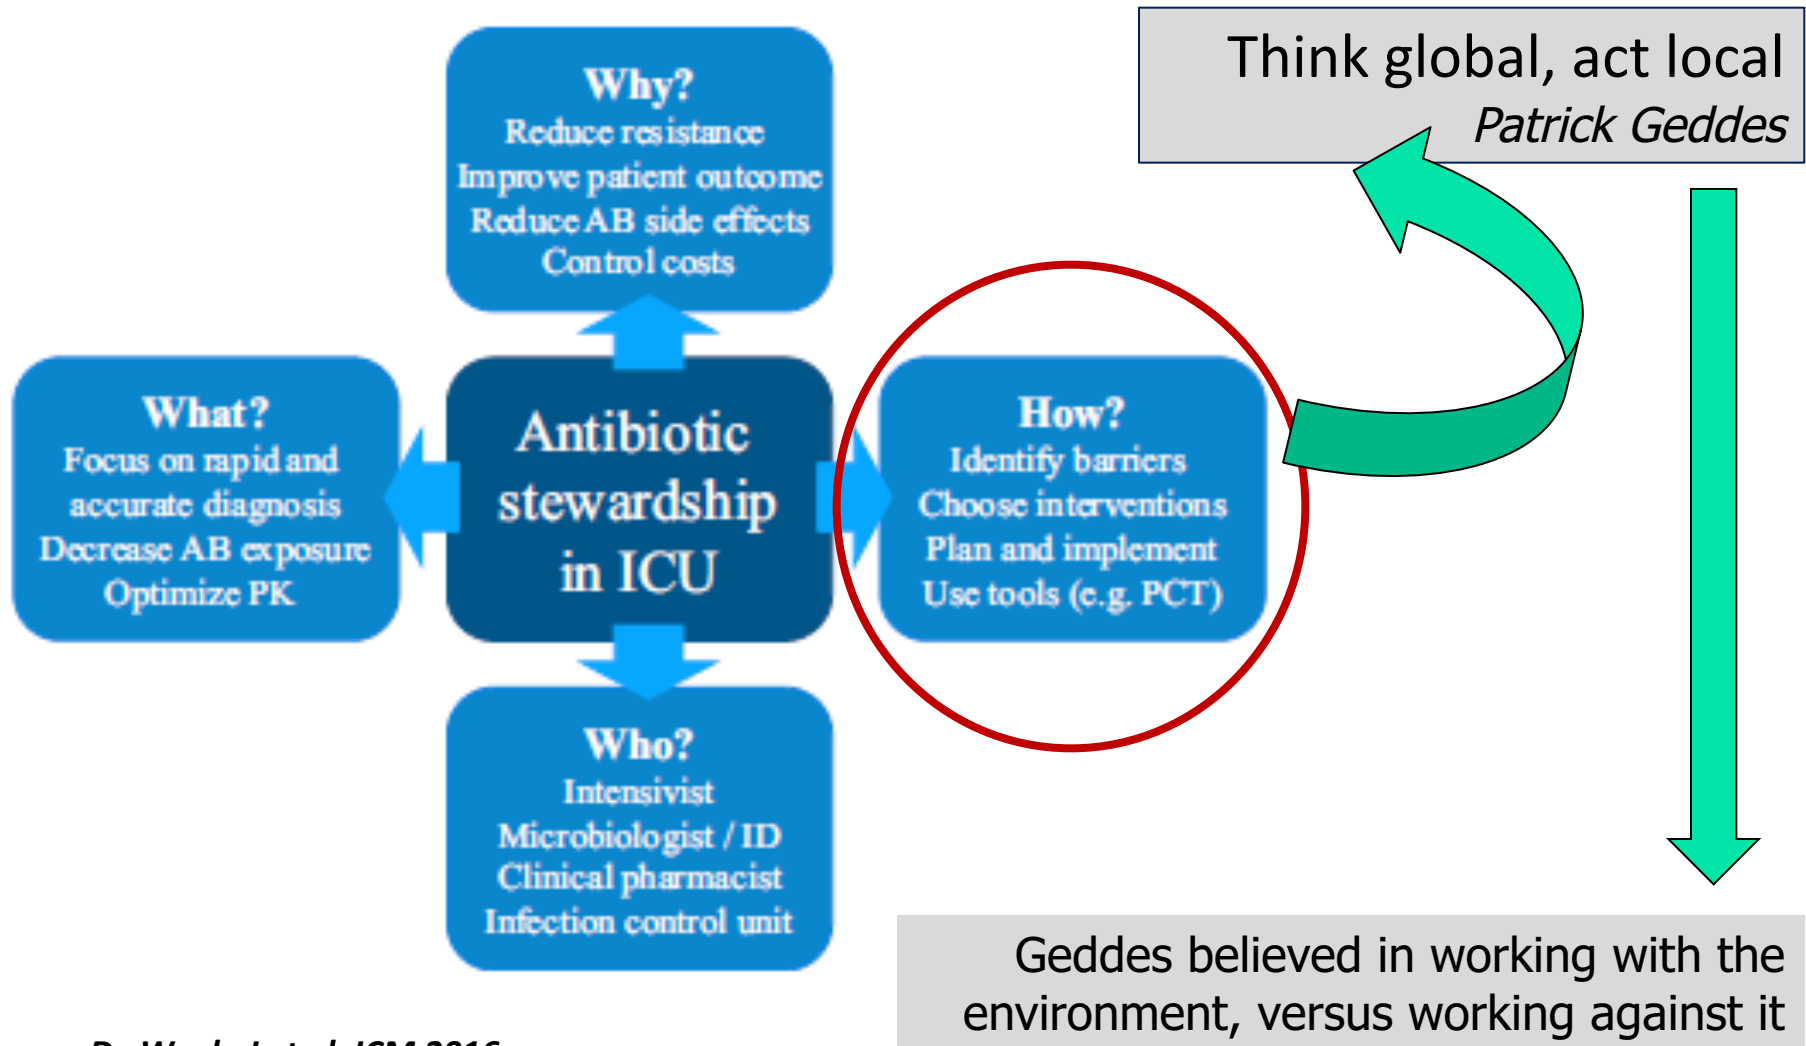 Why?
Reduce resistance
Improve patient outcome
Reduce AB side effects
Control costs
Think global, act local
Patrick Geddes
What?
Focus on rapid and
accurate diagnosis
Decrease AB exposure
Optimize PK
Antibiotic
stewardship
in ICU
How?
Identify barriers
Choose interventions
Plan and implement
Use tools (e.g. PCT)
Who?
Intensivist
Microbiologist / ID
Clinical pharmacist
Infection control unit
Geddes believed in working with the
environment, versus working against it
ICM 2016